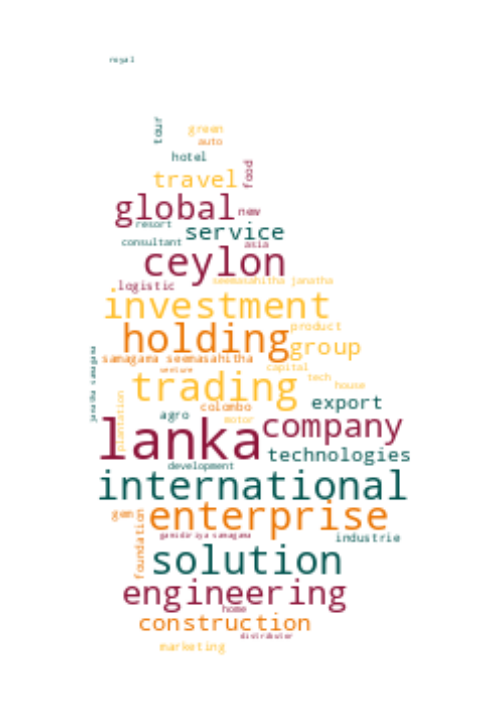 royal
tour
green
auto
hotel
food
travel
global
new
resort
service
consultant
asia
ceylon
seemasahitha janatha
logistic
investment
product
holding
group
samagama seemasahitha
janatha samagama
capital
venture
tech
trading
house
plantation
export
colombo
agro
motor
lanka
company
technologies
development
international
gem
enterprise
foundation
gamidiriya samagama
industrie
solution
engineering
home
construction
distributor
marketing